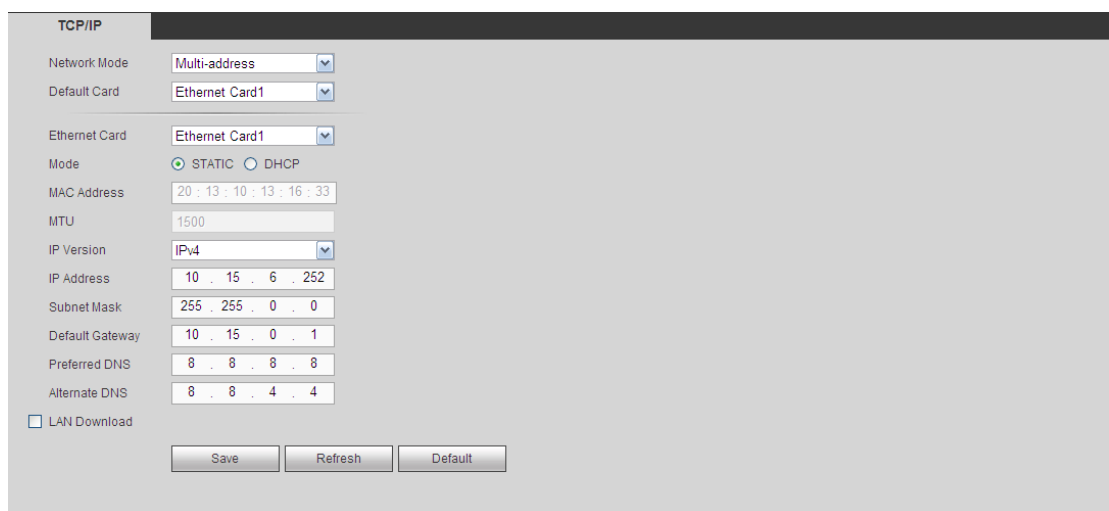 TCP/IP
Network Mode Multi-address
Default Card Ethernet Card1
Ethernet Card Ethernet Card1
Mode STATIC DHCP
MAC Address 20 : 13 : 10 : 13 : 16 : 33
MTU 1500
IP Version IPv4
IP Address 10 . 15 . 6 . 252
Subnet Mask 255 . 255 . 0 . 0
Default Gateway 10 . 15 . 0 . 1
Preferred DNS 8 . 8 . 8 . 8
Alternate DNS 8 . 8 . 4 . 4
LAN Download
Save Refresh Default